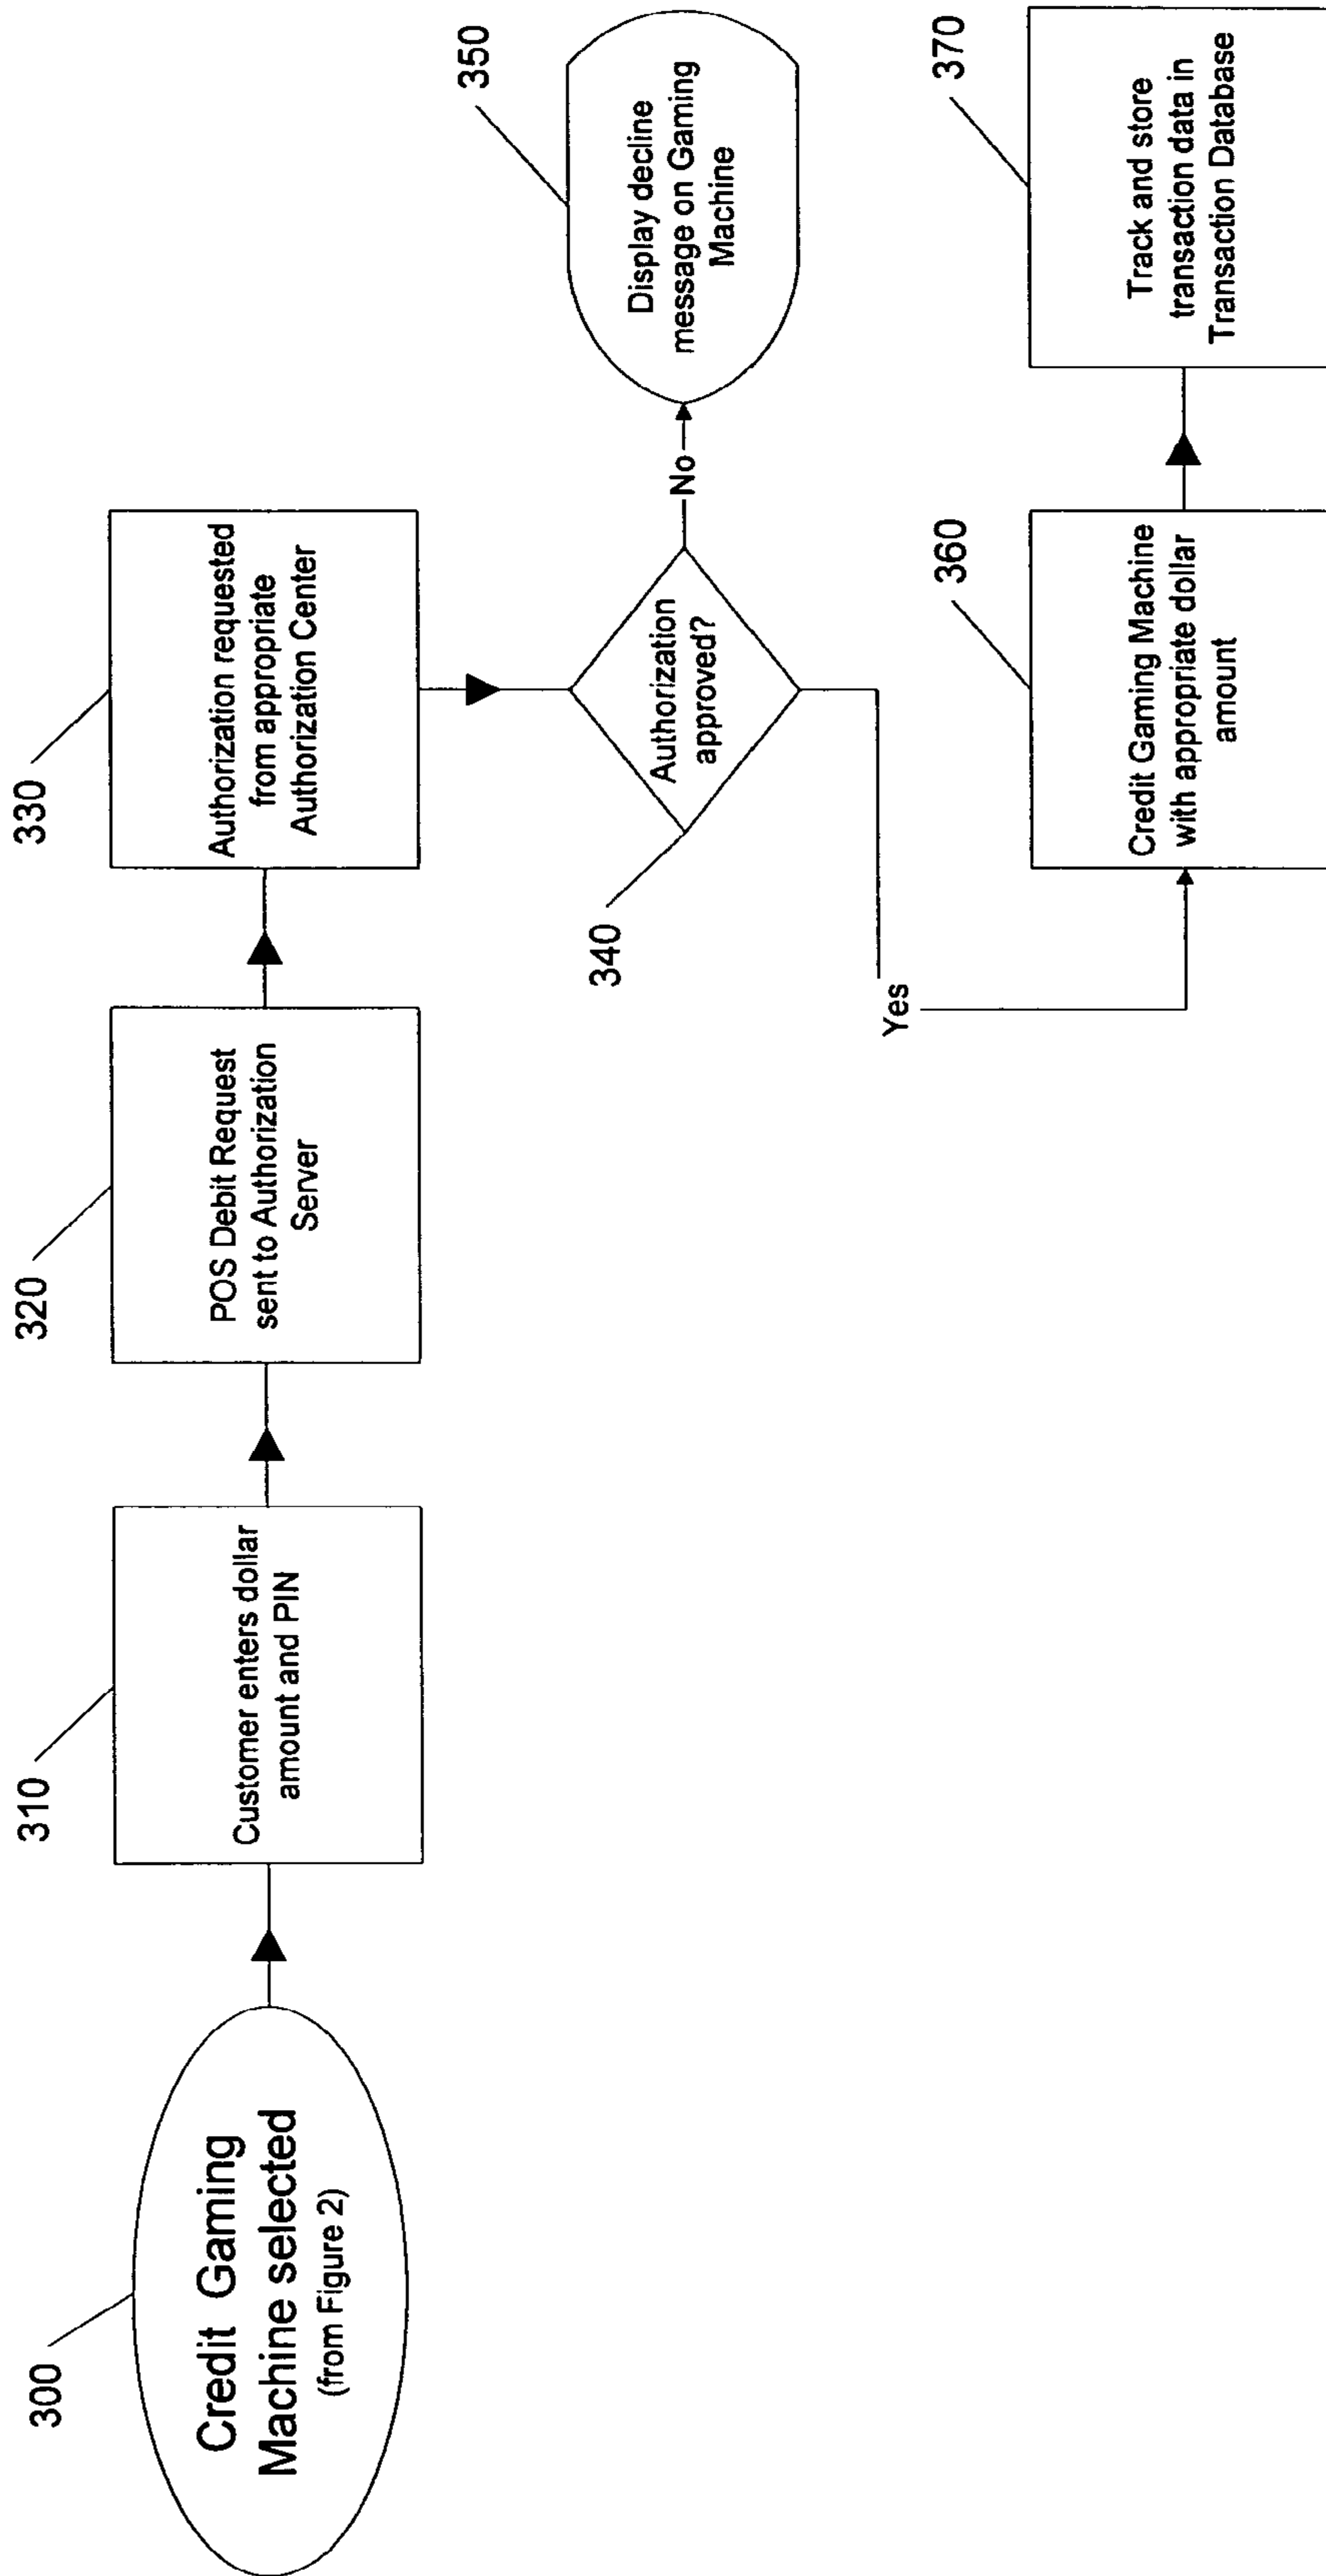 300
Credit Gaming
Machine selected
(from Figure 2)
310
Customer enters dollar
amount and PIN
320
POS Debit Request
sent to Authorization
Server
330
Authorization requested
from appropriate
Authorization Center
340
Authorization
approved?
No
350
Display decline
message on Gaming
Machine
Yes
360
Credit Gaming Machine
with appropriate dollar
amount
370
Track and store
transaction data in
Transaction Database